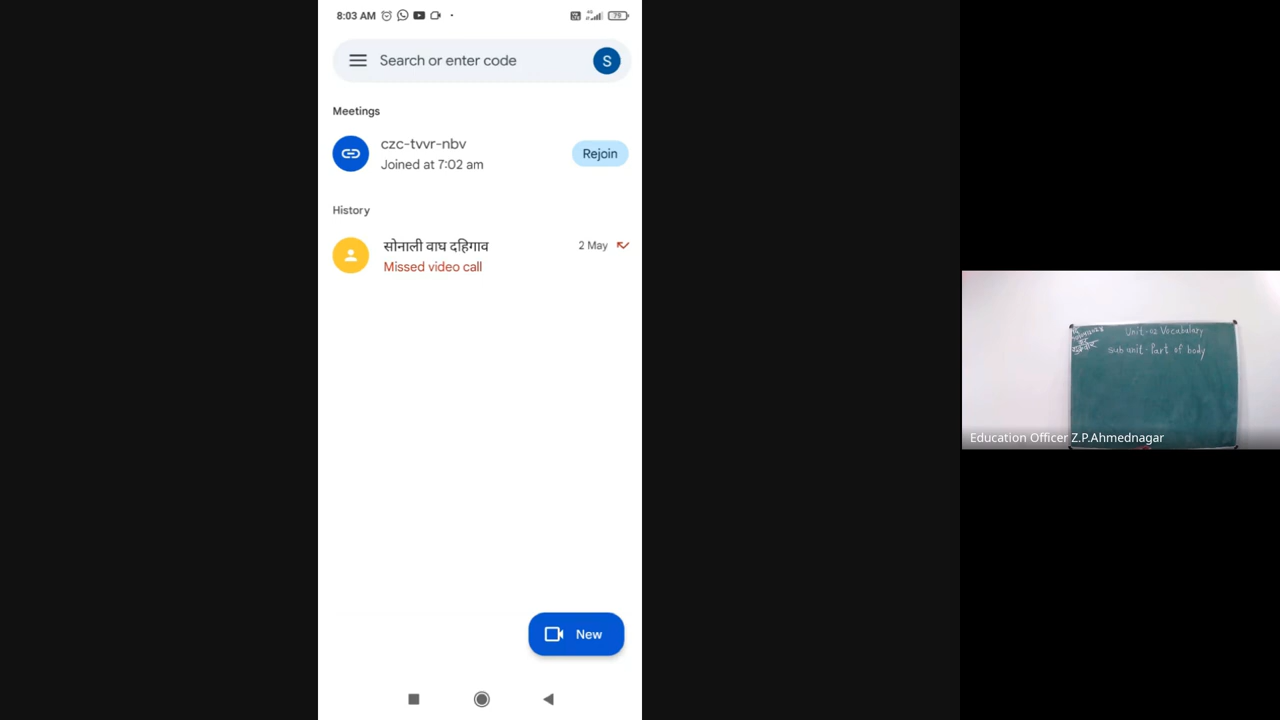 8:03 AM
79
Search or enter code
S
Meetings
czc-tvvr-nbv
Joined at 7:02 am
Rejoin
History
सोनाली वाघ दहिगाव
2 May
Missed video call
New
Unit-02 Vocabulary
Sub unit-Part of body
Education Officer Z.P.Ahmednagar